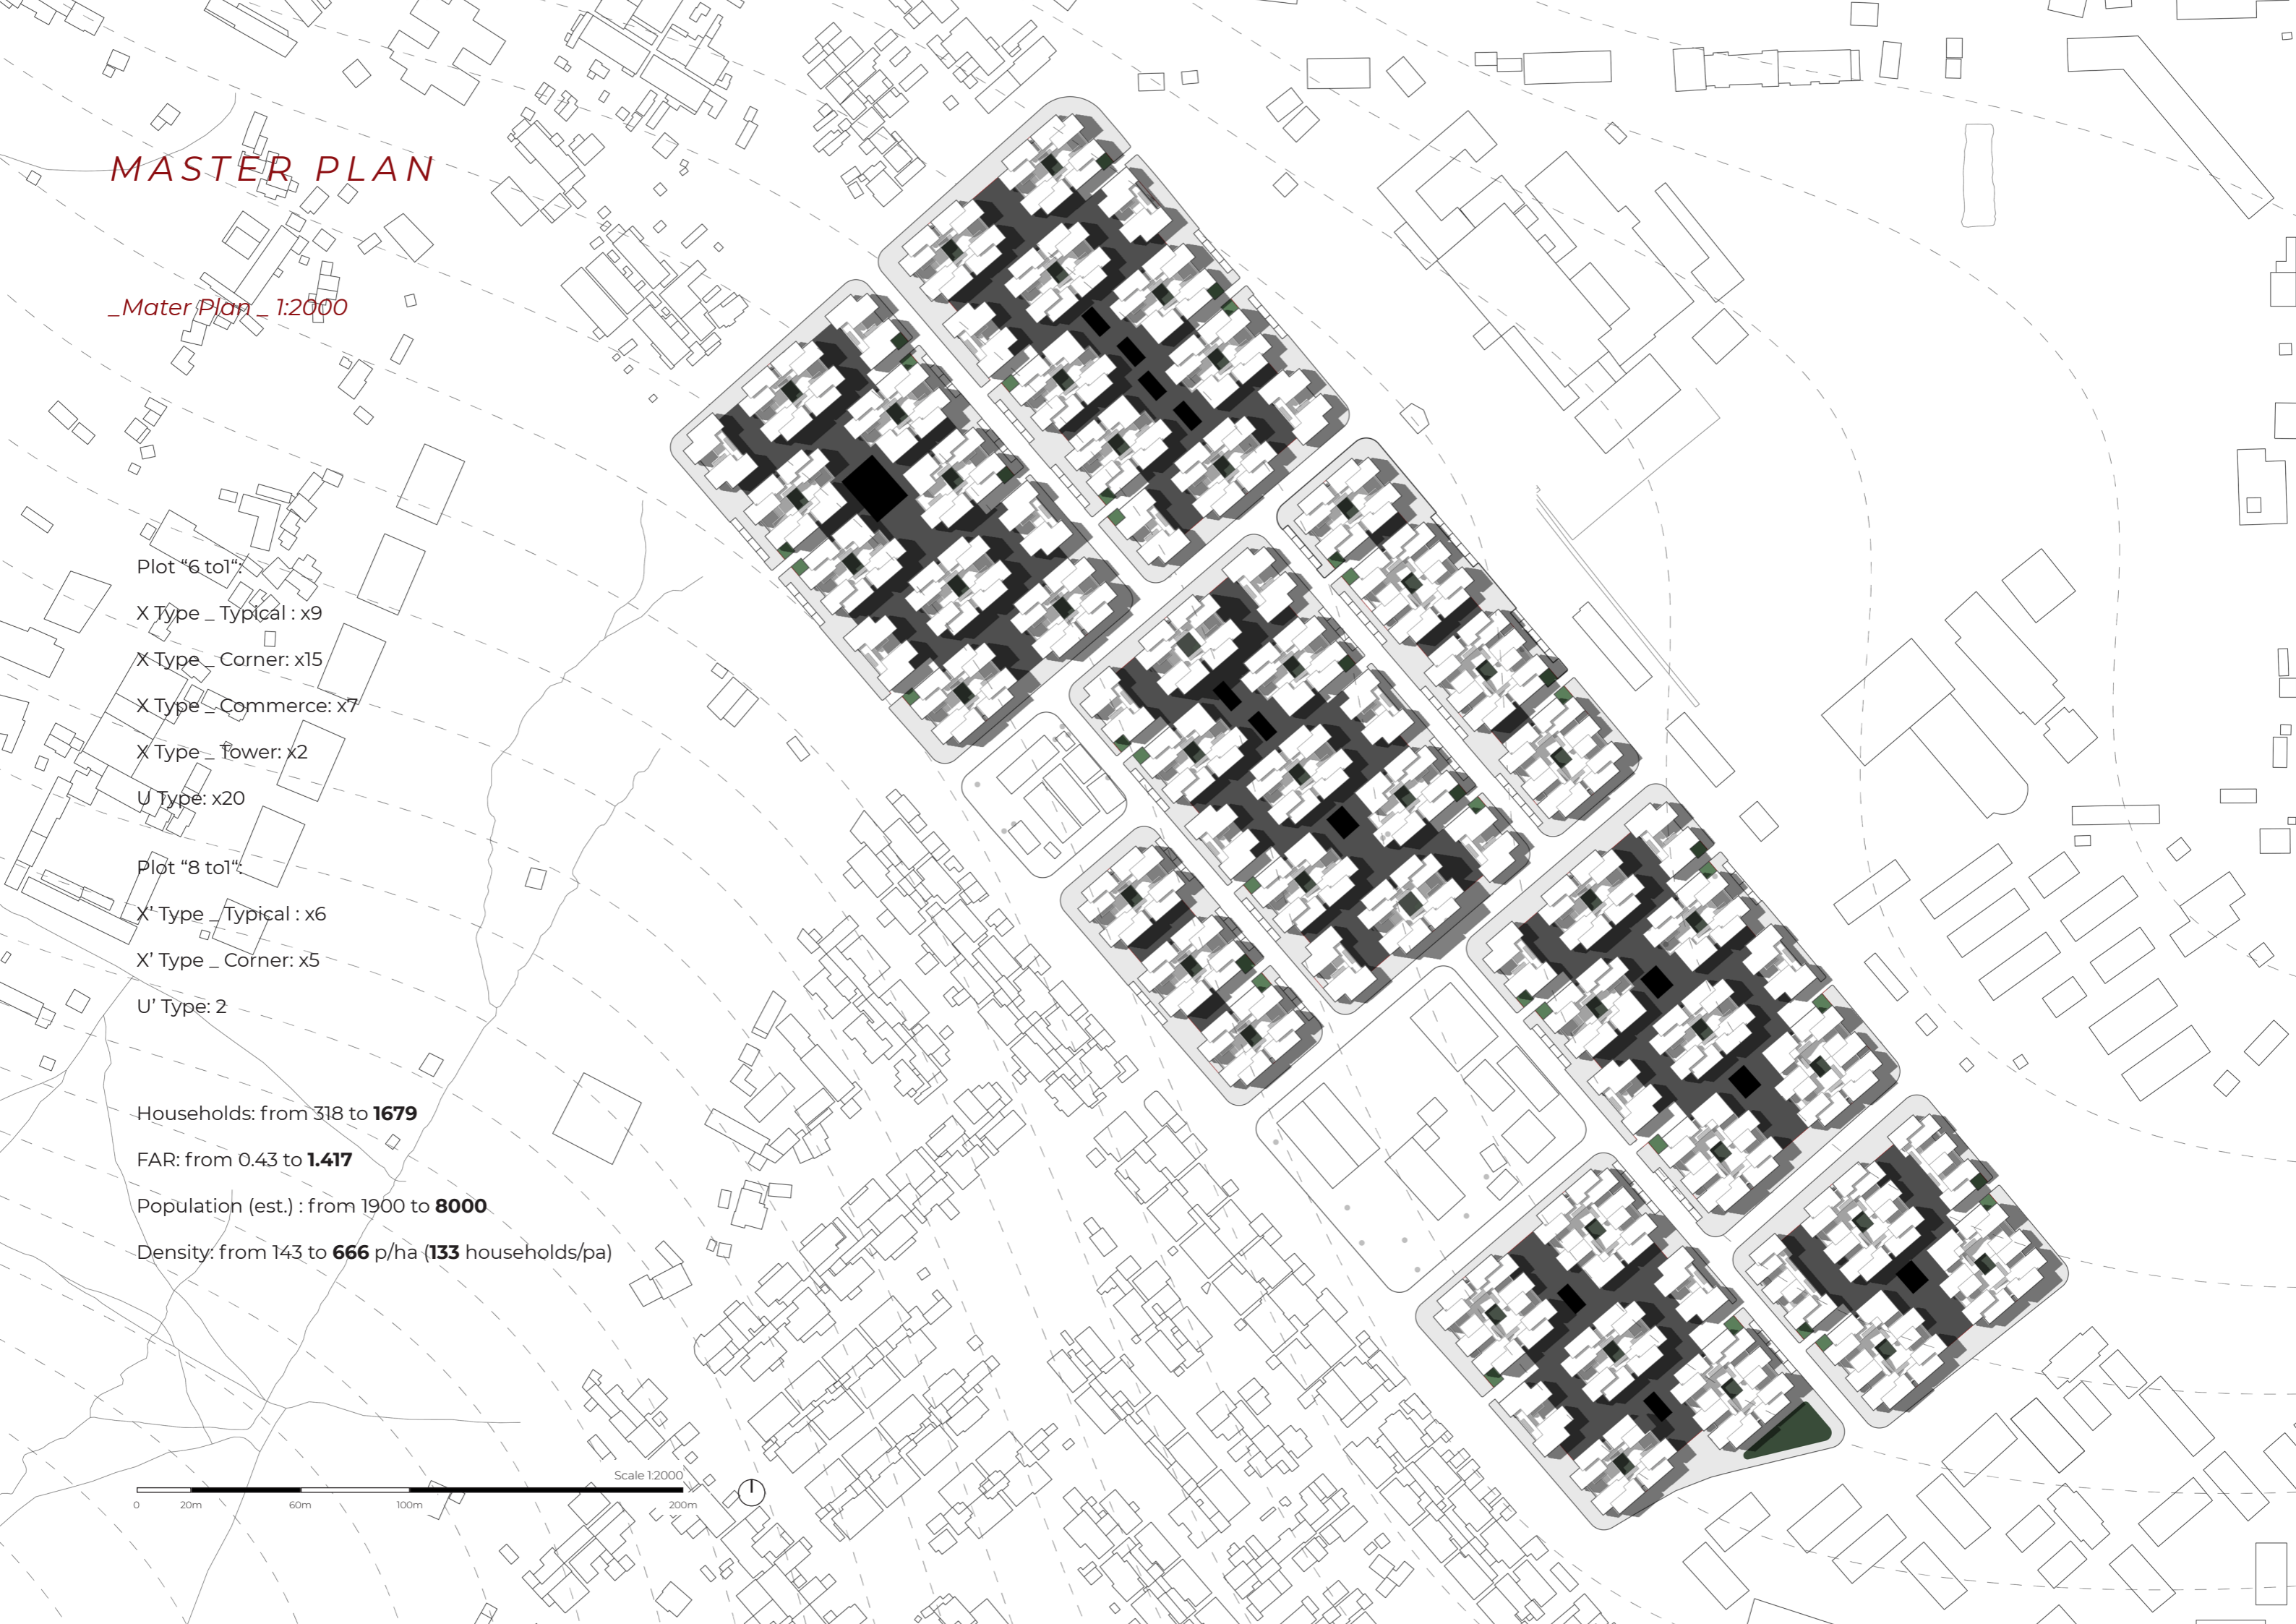 MASTER PLAN
_Mater Plan _ 1:2000
Plot “6 to1“:
X Type _ Typical : x9
X Type _ Corner: x15
X Type _ Commerce: x7
X Type _ Tower: x2
U Type: x20
Plot “8 to1“:
X’ Type _ Typical : x6
X’ Type _ Corner: x5
U’ Type: 2
Households: from 318 to 1679
FAR: from 0.43 to 1.417
Population (est.) : from 1900 to 8000
Density: from 143 to 666 p/ha (133 households/pa)
Scale 1:2000
0 20m 60m 100m 200m